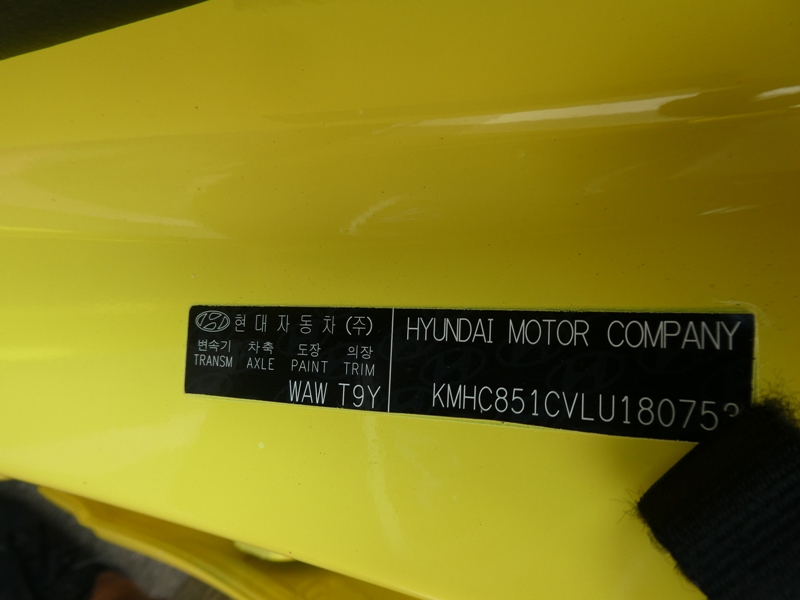 현대자동차(주)
변속기 차축 도장 의장
TRANSM AXLE PAINT TRIM
WAW T9Y
HYUNDAI MOTOR COMPANY